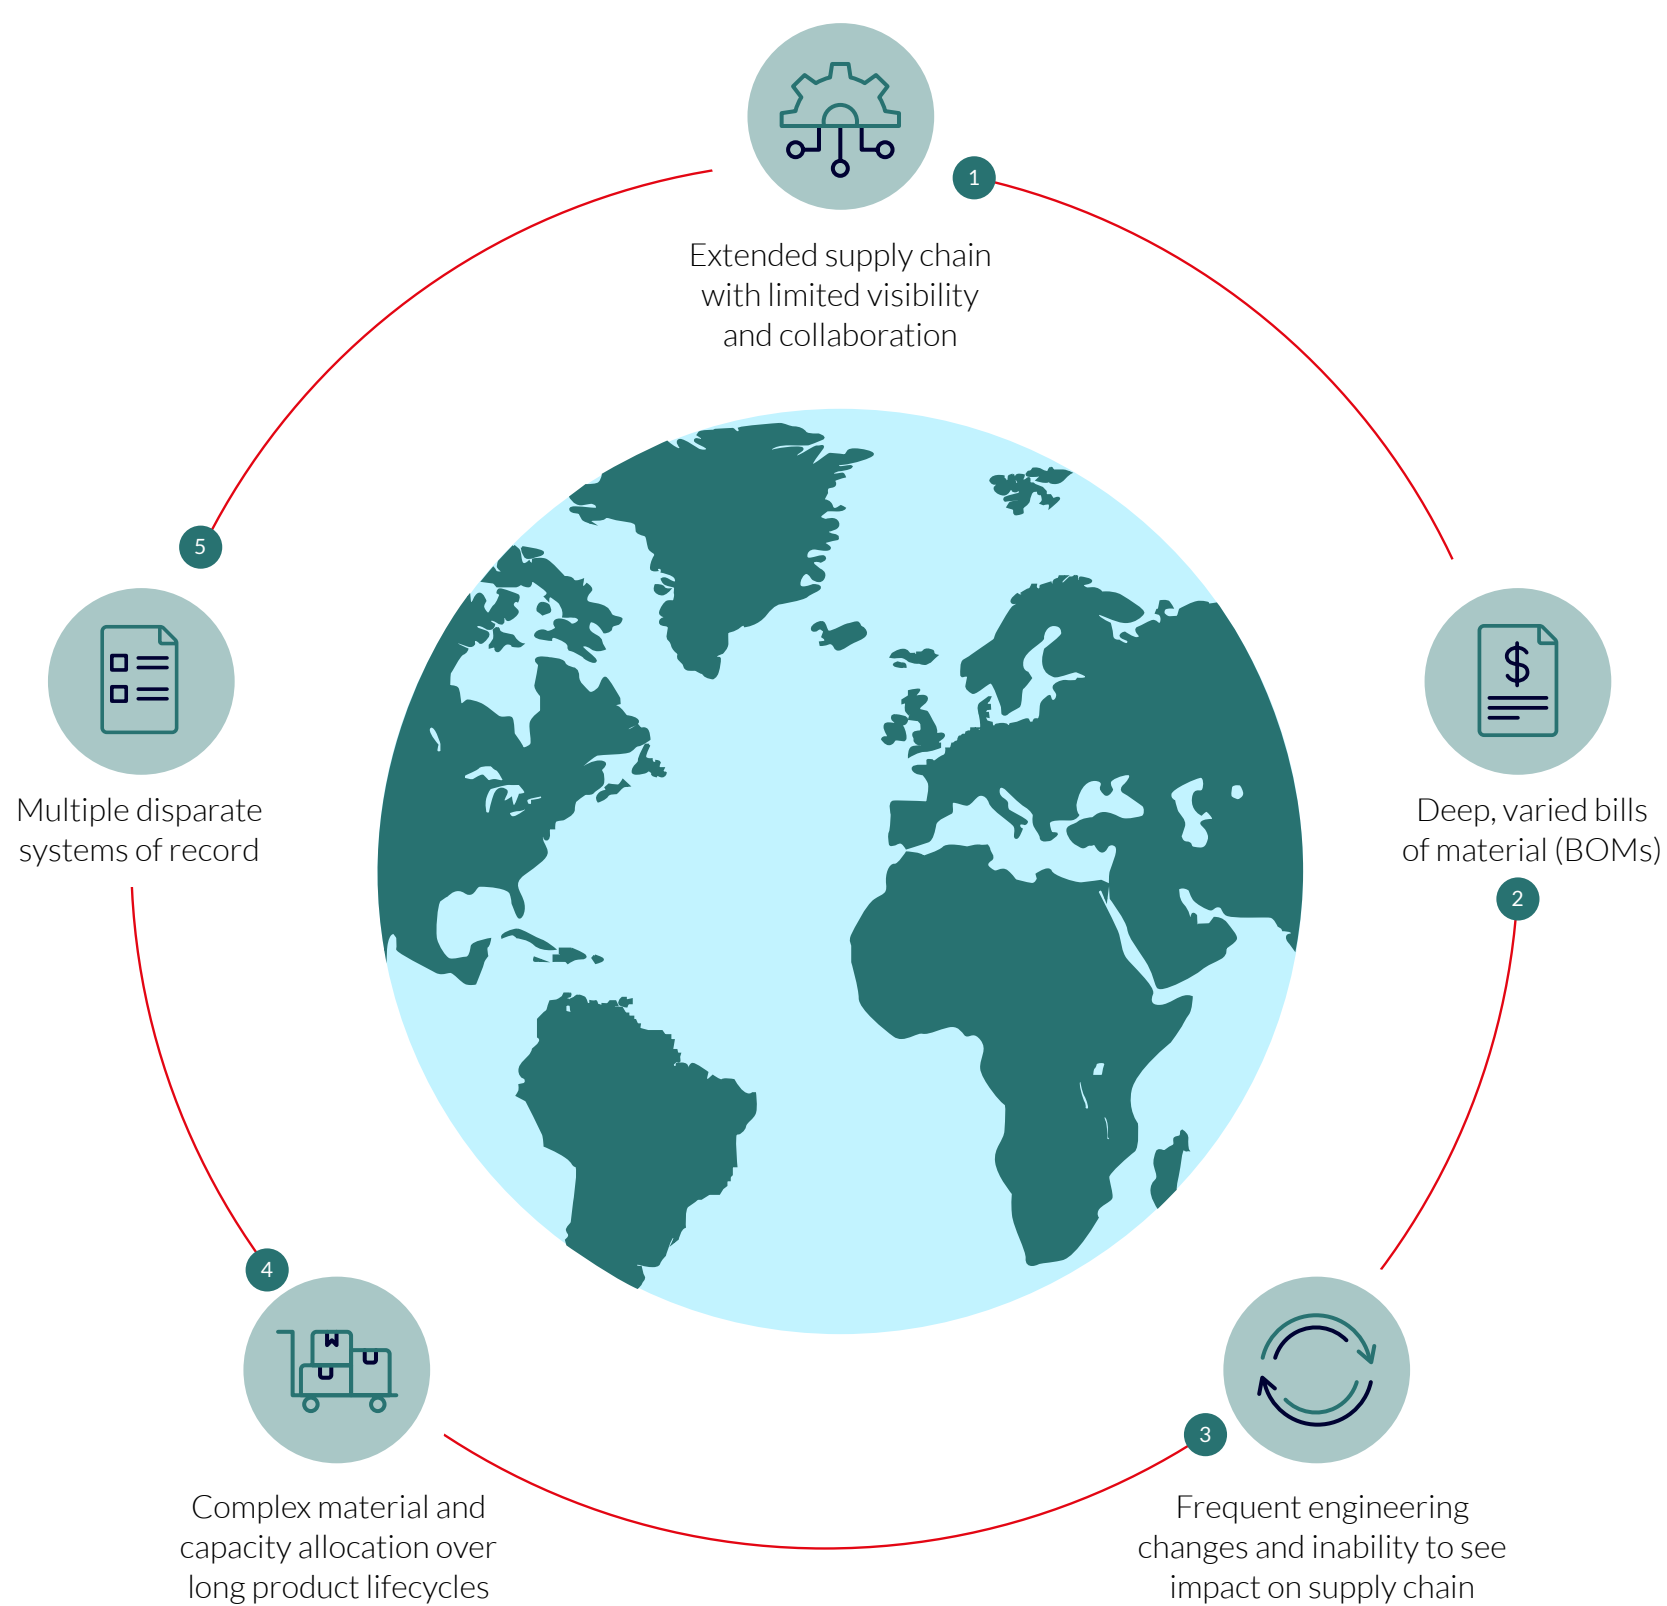 1
Extended supply chain
with limited visibility
and collaboration
Deep, varied bills
of material (BOMs)
2
3
Frequent engineering
changes and inability to see
impact on supply chain
4
Complex material and
capacity allocation over
long product lifecycles
5
Multiple disparate
systems of record